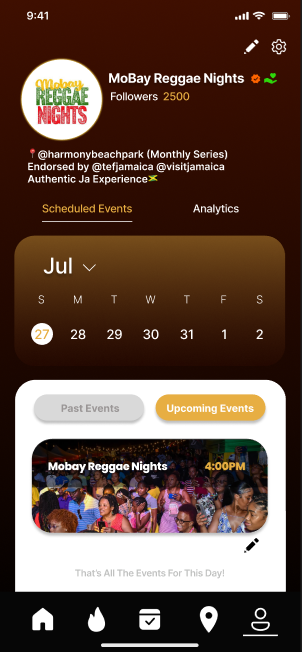 9:41
Mobay
REGGAE
NIGHTS
MoBay Reggae Nights
Followers 2500
📍@harmonybeachpark (Monthly Series)
Endorsed by @tefjamaica @visitjamaica
Authentic Ja Experience🇯🇲
Scheduled Events
Analytics
Jul
S M T W T F S
27 28 29 30 31 1 2
Past Events
Upcoming Events
Mobay Reggae Nights 4:00PM
That's All The Events For This Day!